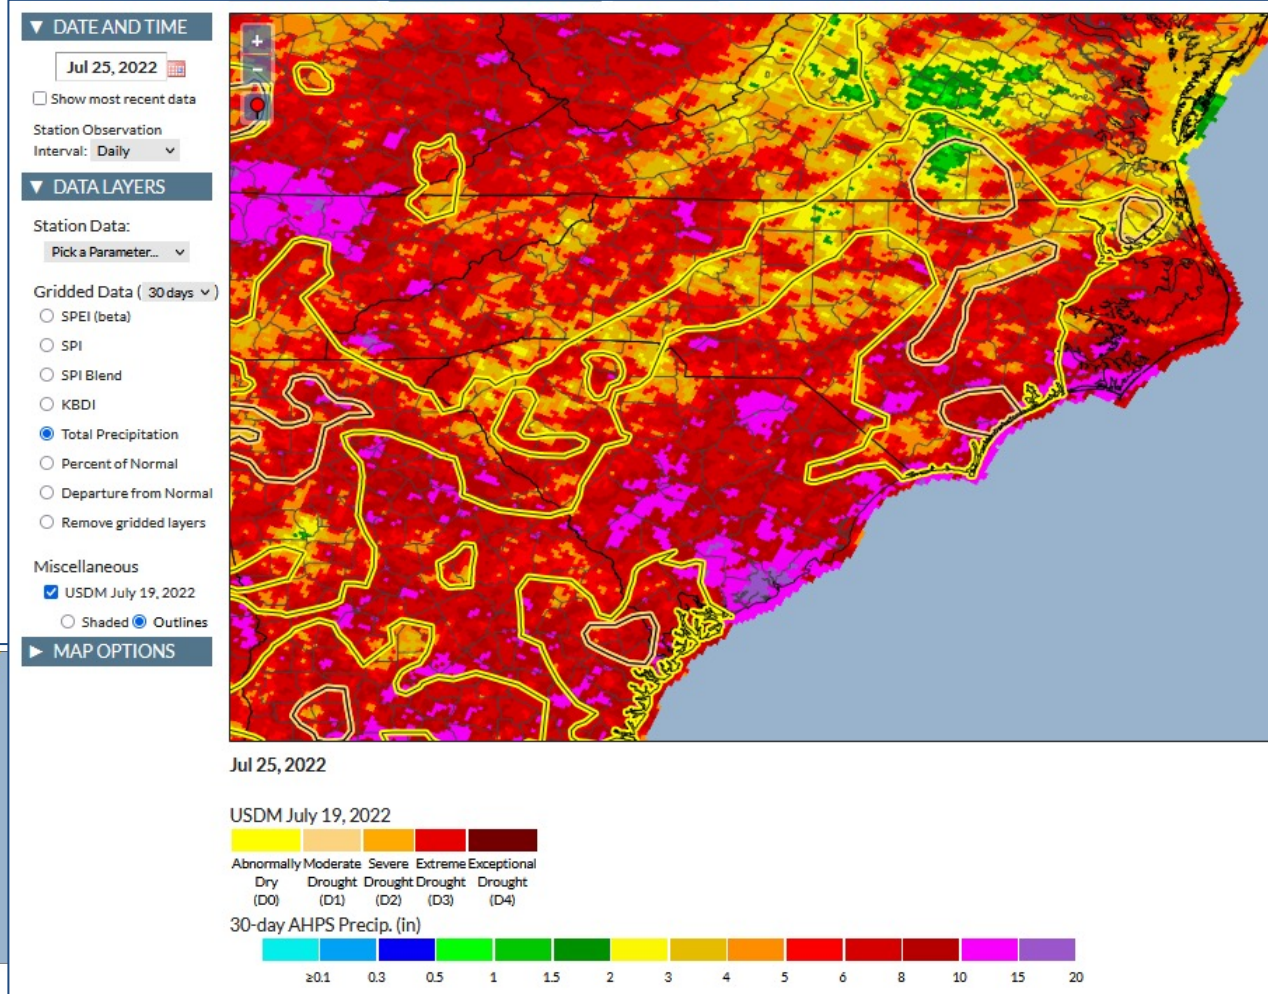 ▼ DATE AND TIME
Jul 25, 2022
Show most recent data
Station Observation
Interval: Daily
▼ DATA LAYERS
Station Data:
Pick a Parameter...
Gridded Data ( 30 days )
SPEI (beta)
SPI
SPI Blend
KBDI
Total Precipitation
Percent of Normal
Departure from Normal
Remove gridded layers
Miscellaneous
USDM July 19, 2022
Shaded Outlines
► MAP OPTIONS
+
Jul 25, 2022
USDM July 19, 2022
Abnormally Moderate Severe Extreme Exceptional
Dry Drought Drought Drought Drought
(D0) (D1) (D2) (D3) (D4)
30-day AHPS Precip. (in)
≥0.1 0.3 0.5 1 1.5 2 3 4 5 6 8 10 15 20